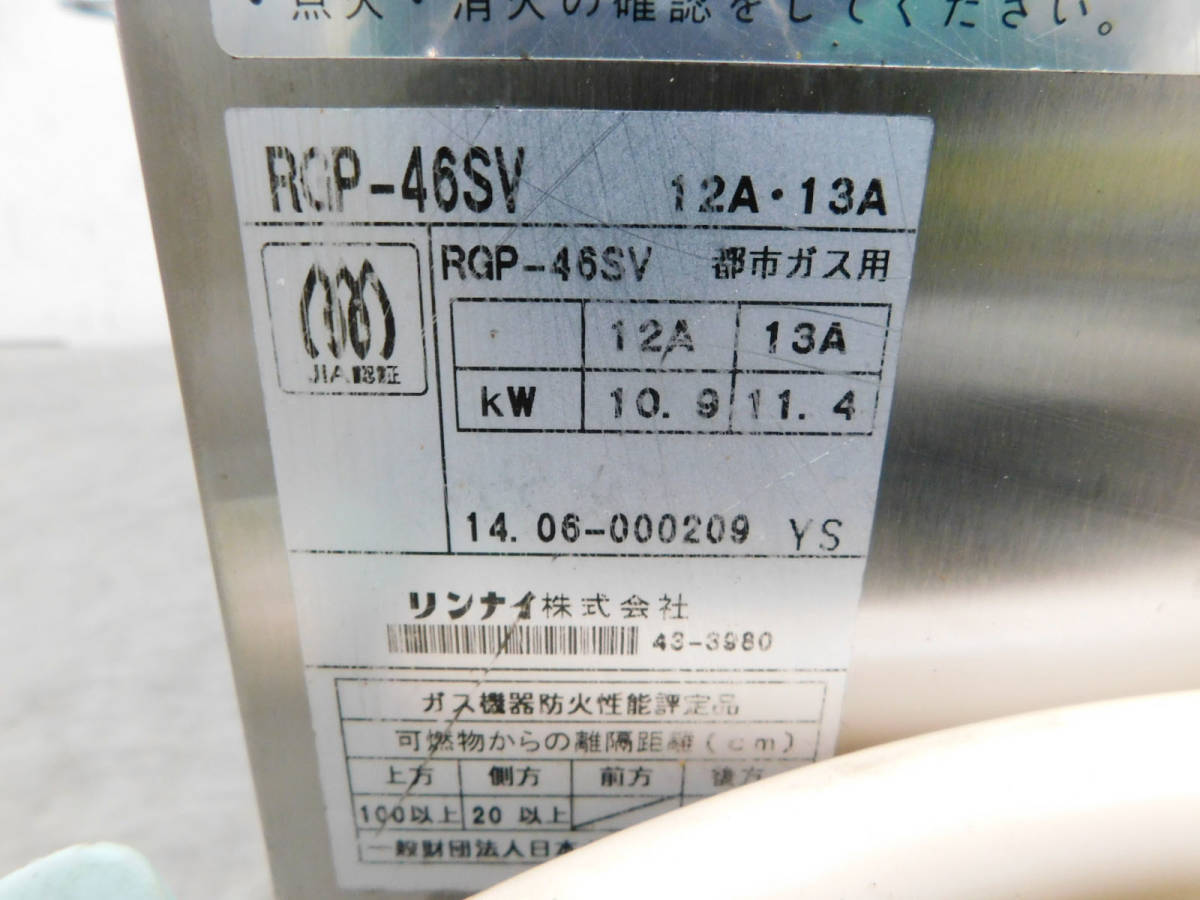 ・点火・消火の確認をしてください。
RGP-46SV 12A・13A
JIA認証
RGP-46SV 都市ガス用
12A 13A
kW 10.9 11.4
14.06-000209 YS
リンナイ株式会社
43-3980
ガス機器防火性能評定品
可燃物からの離隔距離(cm)
上方 側方 前方 後方
100以上 20以上
一般財団法人日本